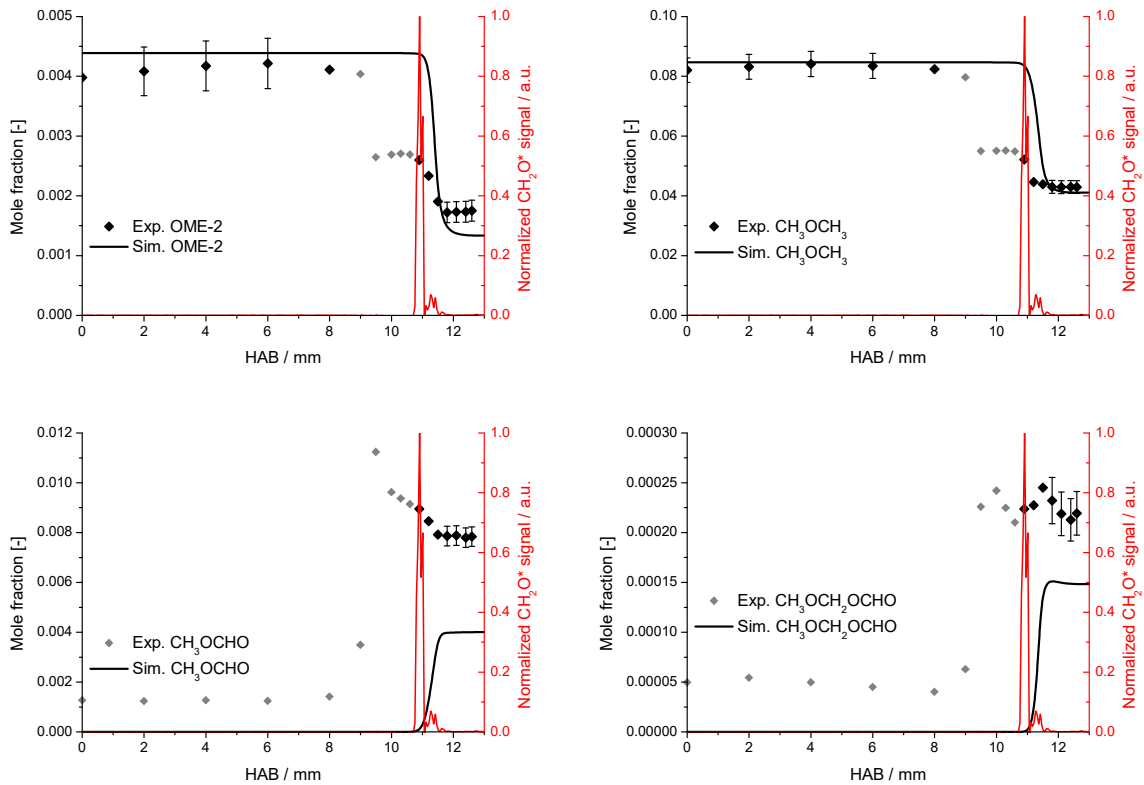 0.005
0.004
0.003
0.002
0.001
0.000
Mole fraction [-]
1.0
0.8
0.6
0.4
0.2
0.0
Normalized CH₂O* signal / a.u.
Exp. OME-2
Sim. OME-2
0 2 4 6 8 10 12
HAB / mm
0.10
0.08
0.06
0.04
0.02
0.00
Mole fraction [-]
1.0
0.8
0.6
0.4
0.2
0.0
Normalized CH₂O* signal / a.u.
Exp. CH₃OCH₃
Sim. CH₃OCH₃
0 2 4 6 8 10 12
HAB / mm
0.012
0.010
0.008
0.006
0.004
0.002
0.000
Mole fraction [-]
1.0
0.8
0.6
0.4
0.2
0.0
Normalized CH₂O* signal / a.u.
Exp. CH₃OCHO
Sim. CH₃OCHO
0 2 4 6 8 10 12
HAB / mm
0.00030
0.00025
0.00020
0.00015
0.00010
0.00005
0.00000
Mole fraction [-]
1.0
0.8
0.6
0.4
0.2
0.0
Normalized CH₂O* signal / a.u.
Exp. CH₃OCH₂OCHO
Sim. CH₃OCH₂OCHO
0 2 4 6 8 10 12
HAB / mm